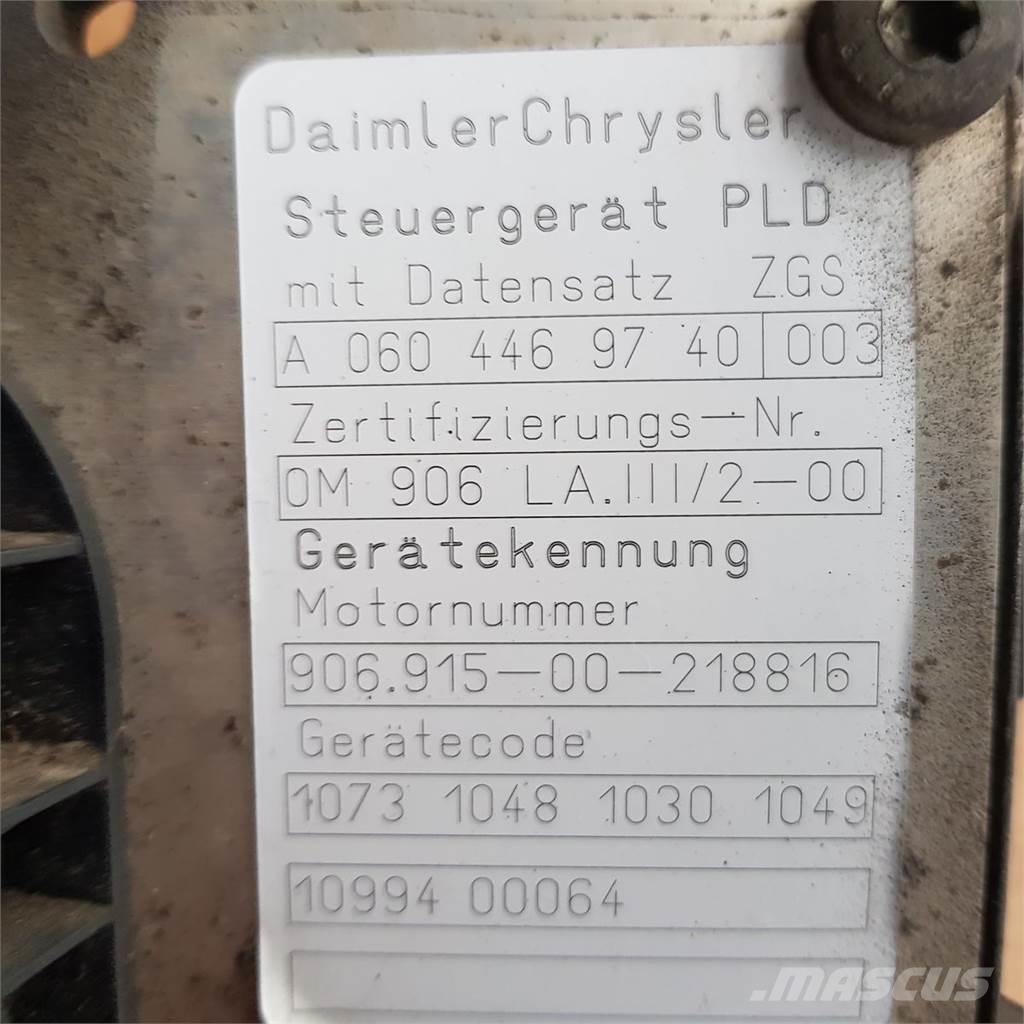 DaimlerChrysler
Steuergerät PLD
mit Datensatz ZGS
A 060 446 97 40 003
Zertifizierungs-Nr.
OM 906 LA.III/2-00
Gerätekennung
Motornummer
906.915-00-218816
Gerätecode
1073 1048 1030 1049
10994 00064
.MASCUS